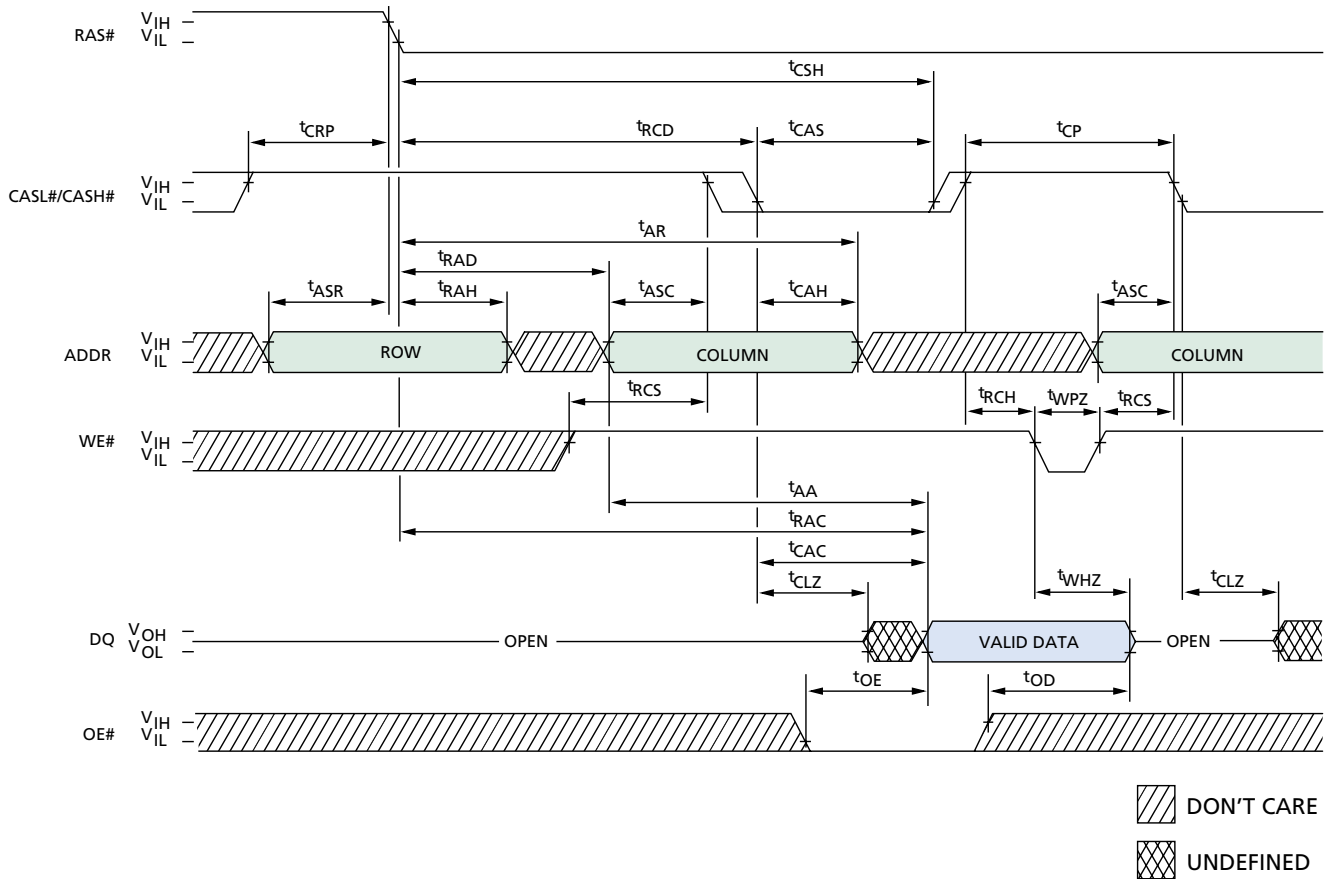 RAS# VIH
VIL
tCSH
tCRP tRCD tCAS tCP
CASL#/CASH# VIH
VIL
tAR
tRAD
tASR tRAH tASC tCAH tASC
ADDR VIH
VIL
ROW COLUMN COLUMN
tRCS tRCH tWPZ tRCS
WE# VIH
VIL
tAA
tRAC
tCAC
tCLZ tWHZ tCLZ
DQ VOH
VOL
OPEN VALID DATA OPEN
tOE tOD
OE# VIH
VIL
DON'T CARE
UNDEFINED